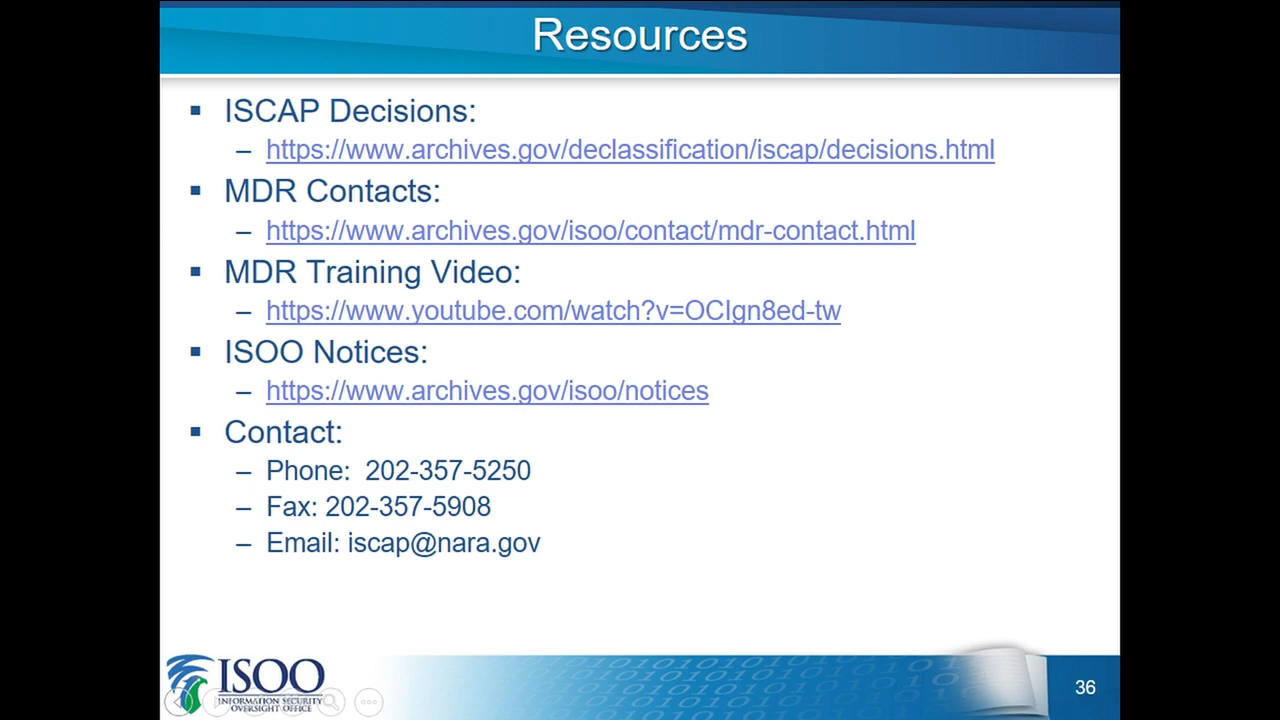 Resources
▪ ISCAP Decisions:
– https://www.archives.gov/declassification/iscap/decisions.html
▪ MDR Contacts:
– https://www.archives.gov/isoo/contact/mdr-contact.html
▪ MDR Training Video:
– https://www.youtube.com/watch?v=OCIgn8ed-tw
▪ ISOO Notices:
– https://www.archives.gov/isoo/notices
▪ Contact:
– Phone:  202-357-5250
– Fax: 202-357-5908
– Email: iscap@nara.gov
ISOO
INFORMATION SECURITY
OVERSIGHT OFFICE
36